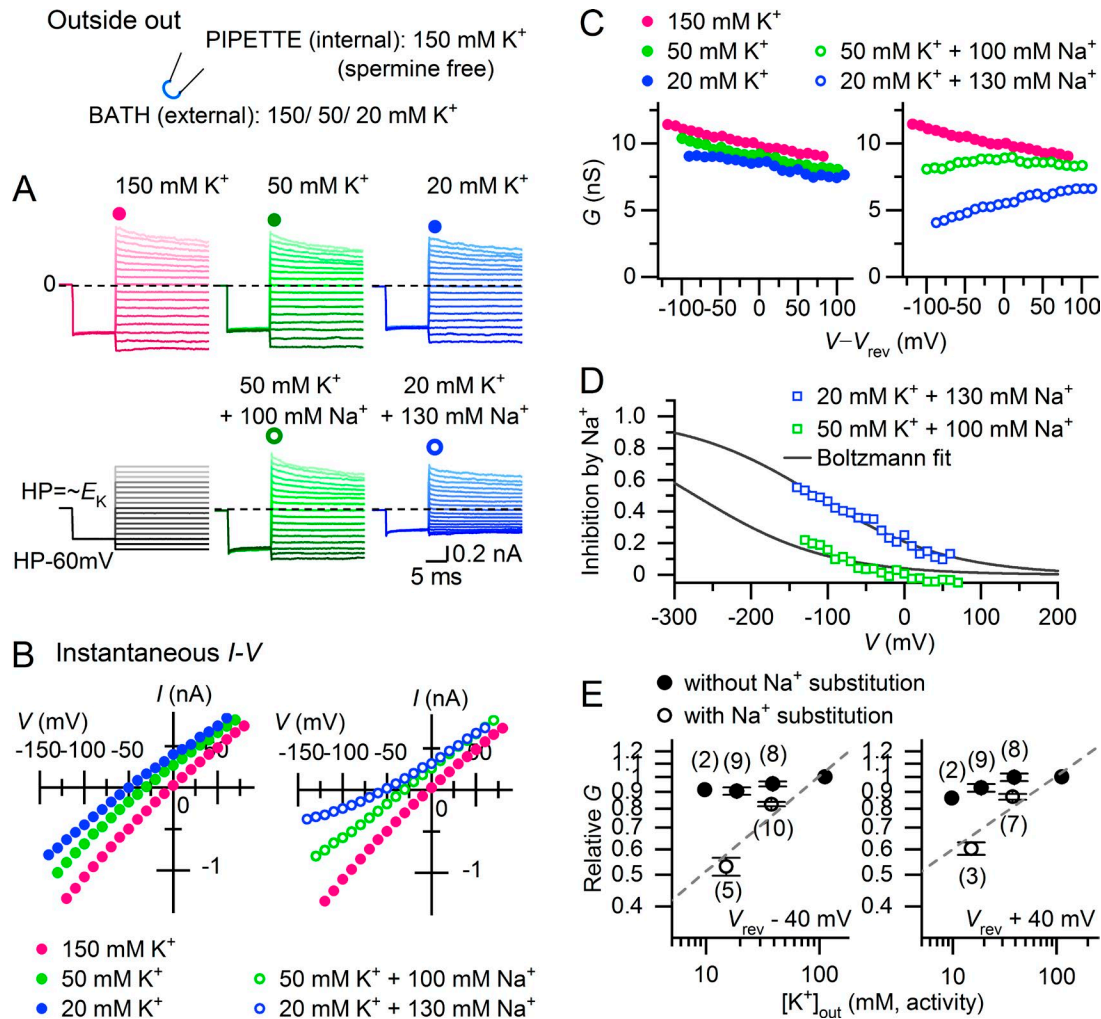 Outside out
PIPETTE (internal): 150 mM K⁺
(spermine free)
BATH (external): 150/ 50/ 20 mM K⁺
A
150 mM K⁺ 50 mM K⁺ 20 mM K⁺
0
50 mM K⁺ 20 mM K⁺
+ 100 mM Na⁺ + 130 mM Na⁺
HP=~E_K
HP-60mV
0.2 nA
5 ms
B Instantaneous I-V
I (nA)
V (mV)
-150 -100 -50 50
0
-1
I (nA)
V (mV)
-150 -100 -50 50
0
-1
150 mM K⁺
50 mM K⁺ 50 mM K⁺ + 100 mM Na⁺
20 mM K⁺ 20 mM K⁺ + 130 mM Na⁺
C
150 mM K⁺
50 mM K⁺ 50 mM K⁺ + 100 mM Na⁺
20 mM K⁺ 20 mM K⁺ + 130 mM Na⁺
G (nS)
10 10
5 5
0 0
-100 -50 0 50 100 -100 -50 0 50 100
V−V_rev (mV)
D
20 mM K⁺ + 130 mM Na⁺
50 mM K⁺ + 100 mM Na⁺
Boltzmann fit
Inhibition by Na⁺
1.0
0.8
0.6
0.4
0.2
0
-300 -200 -100 0 100 200
V (mV)
E
without Na⁺ substitution
with Na⁺ substitution
Relative G
1.2 1.2
1 1
0.9 0.9
0.8 0.8
0.7 0.7
0.6 0.6
0.5 0.5
0.4 0.4
(2) (9) (8)
(10)
(5)
V_rev - 40 mV
(2) (9) (8)
(7)
(3)
V_rev + 40 mV
10 100 10 100
[K⁺]_out (mM, activity)